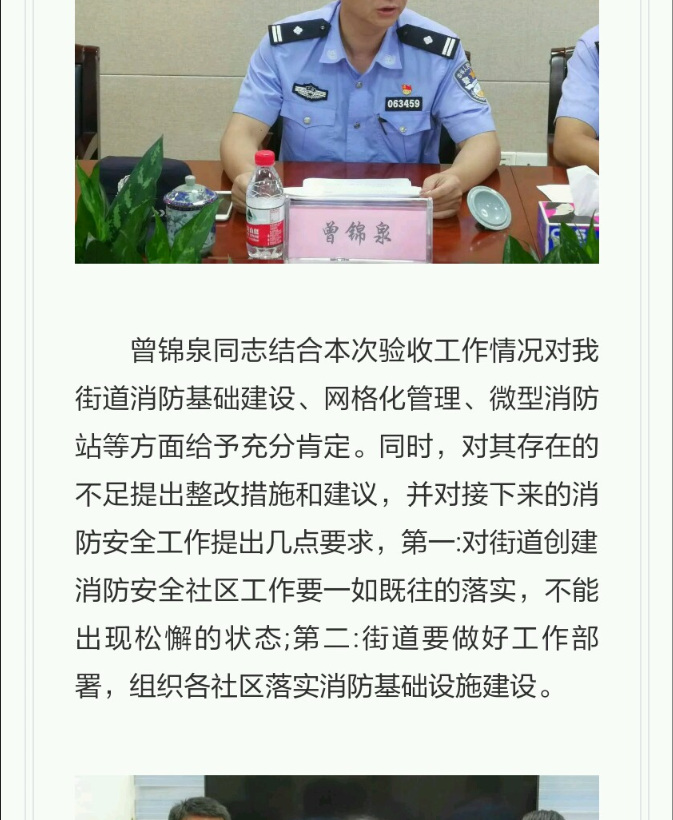 063459
曾锦泉
曾锦泉同志结合本次验收工作情况对我
街道消防基础建设、网格化管理、微型消防
站等方面给予充分肯定。同时，对其存在的
不足提出整改措施和建议，并对接下来的消
防安全工作提出几点要求，第一:对街道创建
消防安全社区工作要一如既往的落实，不能
出现松懈的状态;第二:街道要做好工作部
署，组织各社区落实消防基础设施建设。